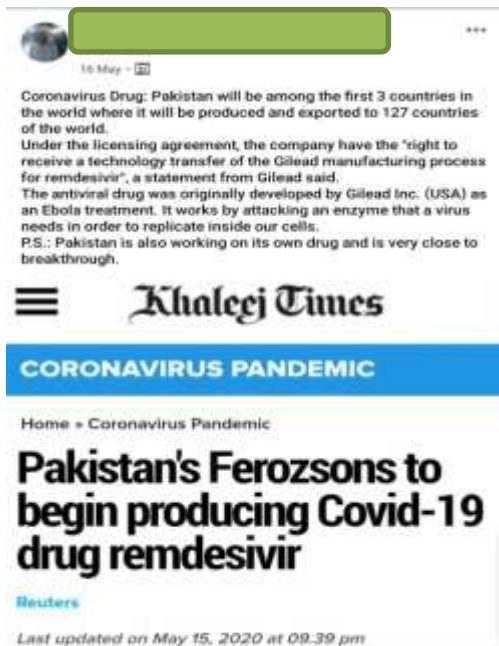 16 May
Coronavirus Drug: Pakistan will be among the first 3 countries in
the world where it will be produced and exported to 127 countries
of the world.
Under the licensing agreement, the company have the "right to
receive a technology transfer of the Gilead manufacturing process
for remdesivir", a statement from Gilead said.
The antiviral drug was originally developed by Gilead Inc. (USA) as
an Ebola treatment. It works by attacking an enzyme that a virus
needs in order to replicate inside our cells.
P.S.: Pakistan is also working on its own drug and is very close to
breakthrough.
Khaleej Times
CORONAVIRUS PANDEMIC
Home » Coronavirus Pandemic
Pakistan's Ferozsons to
begin producing Covid-19
drug remdesivir
Reuters
Last updated on May 15, 2020 at 09.39 pm